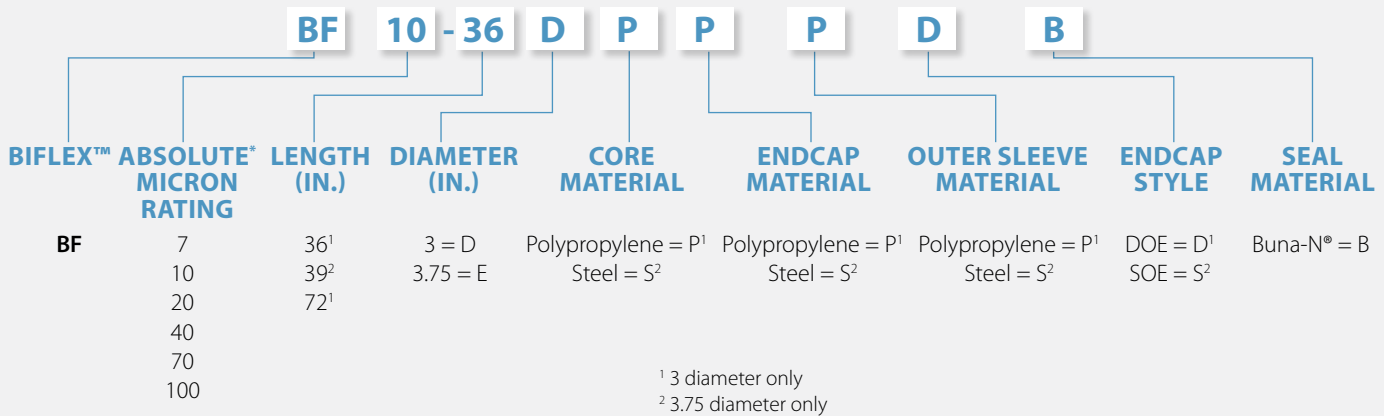 BF 10 - 36 D P P P D B
BIFLEX™ ABSOLUTE* LENGTH DIAMETER CORE ENDCAP OUTER SLEEVE ENDCAP SEAL
MICRON (IN.) (IN.) MATERIAL MATERIAL MATERIAL STYLE MATERIAL
RATING
BF 7 36¹ 3 = D Polypropylene = P¹ Polypropylene = P¹ Polypropylene = P¹ DOE = D¹ Buna-N® = B
10 39² 3.75 = E Steel = S² Steel = S² Steel = S² SOE = S²
20 72¹
40
70
100
¹ 3 diameter only
² 3.75 diameter only